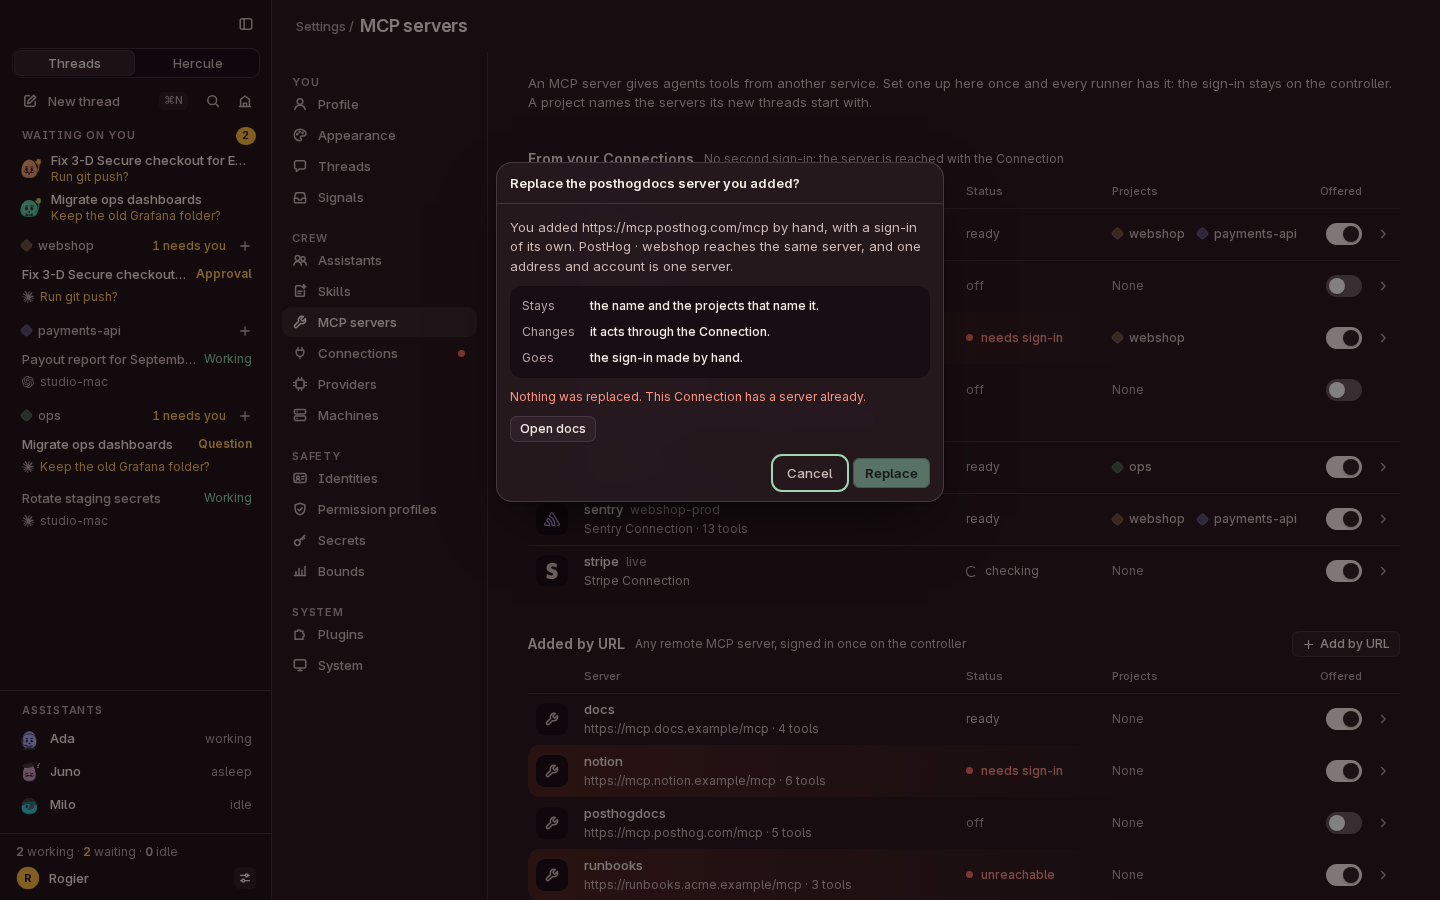 Settings / MCP servers
Threads
Hercule
New thread
⌘N
WAITING ON YOU
2
Fix 3-D Secure checkout for E…
Run git push?
Migrate ops dashboards
Keep the old Grafana folder?
webshop
1 needs you
Fix 3-D Secure checkout…
Approval
Run git push?
payments-api
Payout report for Septemb…
Working
studio-mac
ops
1 needs you
Migrate ops dashboards
Question
Keep the old Grafana folder?
Rotate staging secrets
Working
studio-mac
ASSISTANTS
Ada
working
Juno
asleep
Milo
idle
2 working · 2 waiting · 0 idle
R
Rogier
YOU
Profile
Appearance
Threads
Signals
CREW
Assistants
Skills
MCP servers
Connections
Providers
Machines
SAFETY
Identities
Permission profiles
Secrets
Bounds
SYSTEM
Plugins
System
An MCP server gives agents tools from another service. Set one up here once and every runner has it: the sign-in stays on the controller.
A project names the servers its new threads start with.
From your Connections
No second sign-in: the server is reached with the Connection
Status
Projects
Offered
ready
webshop
payments-api
off
None
needs sign-in
webshop
off
None
ready
ops
sentry webshop-prod
Sentry Connection · 13 tools
ready
webshop
payments-api
stripe live
Stripe Connection
checking
None
Replace the posthogdocs server you added?
You added https://mcp.posthog.com/mcp by hand, with a sign-in
of its own. PostHog · webshop reaches the same server, and one
address and account is one server.
Stays
the name and the projects that name it.
Changes
it acts through the Connection.
Goes
the sign-in made by hand.
Nothing was replaced. This Connection has a server already.
Open docs
Cancel
Replace
Added by URL
Any remote MCP server, signed in once on the controller
Add by URL
Server
Status
Projects
Offered
docs
https://mcp.docs.example/mcp · 4 tools
ready
None
notion
https://mcp.notion.example/mcp · 6 tools
needs sign-in
None
posthogdocs
https://mcp.posthog.com/mcp · 5 tools
off
None
runbooks
https://runbooks.acme.example/mcp · 3 tools
unreachable
None